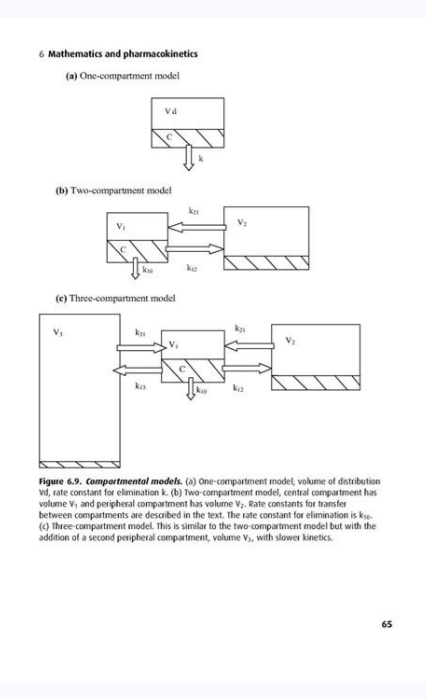 6 Mathematics and pharmacokinetics
(a) One-compartment model
Vd
C
k
(b) Two-compartment model
k₂₁
V₁
V₂
C
k₁₀
k₁₂
(c) Three-compartment model
V₃
k₃₁
k₂₁
V₁
V₂
C
k₁₃
k₁₀
k₁₂
Figure 6.9. Compartmental models. (a) One-compartment model, volume of distribution
Vd, rate constant for elimination k. (b) Two-compartment model, central compartment has
volume V₁ and peripheral compartment has volume V₂. Rate constants for transfer
between compartments are described in the text. The rate constant for elimination is k₁₀.
(c) Three-compartment model. This is similar to the two-compartment model but with the
addition of a second peripheral compartment, volume V₃, with slower kinetics.
65